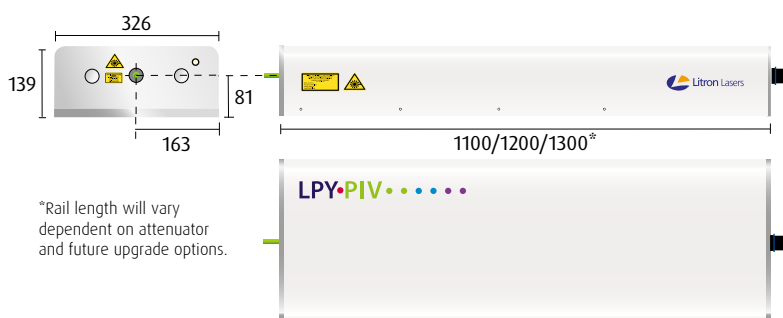 326
139
81
163
Litron Lasers
1100/1200/1300*
LPY•PIV
*Rail length will vary
dependent on attenuator
and future upgrade options.